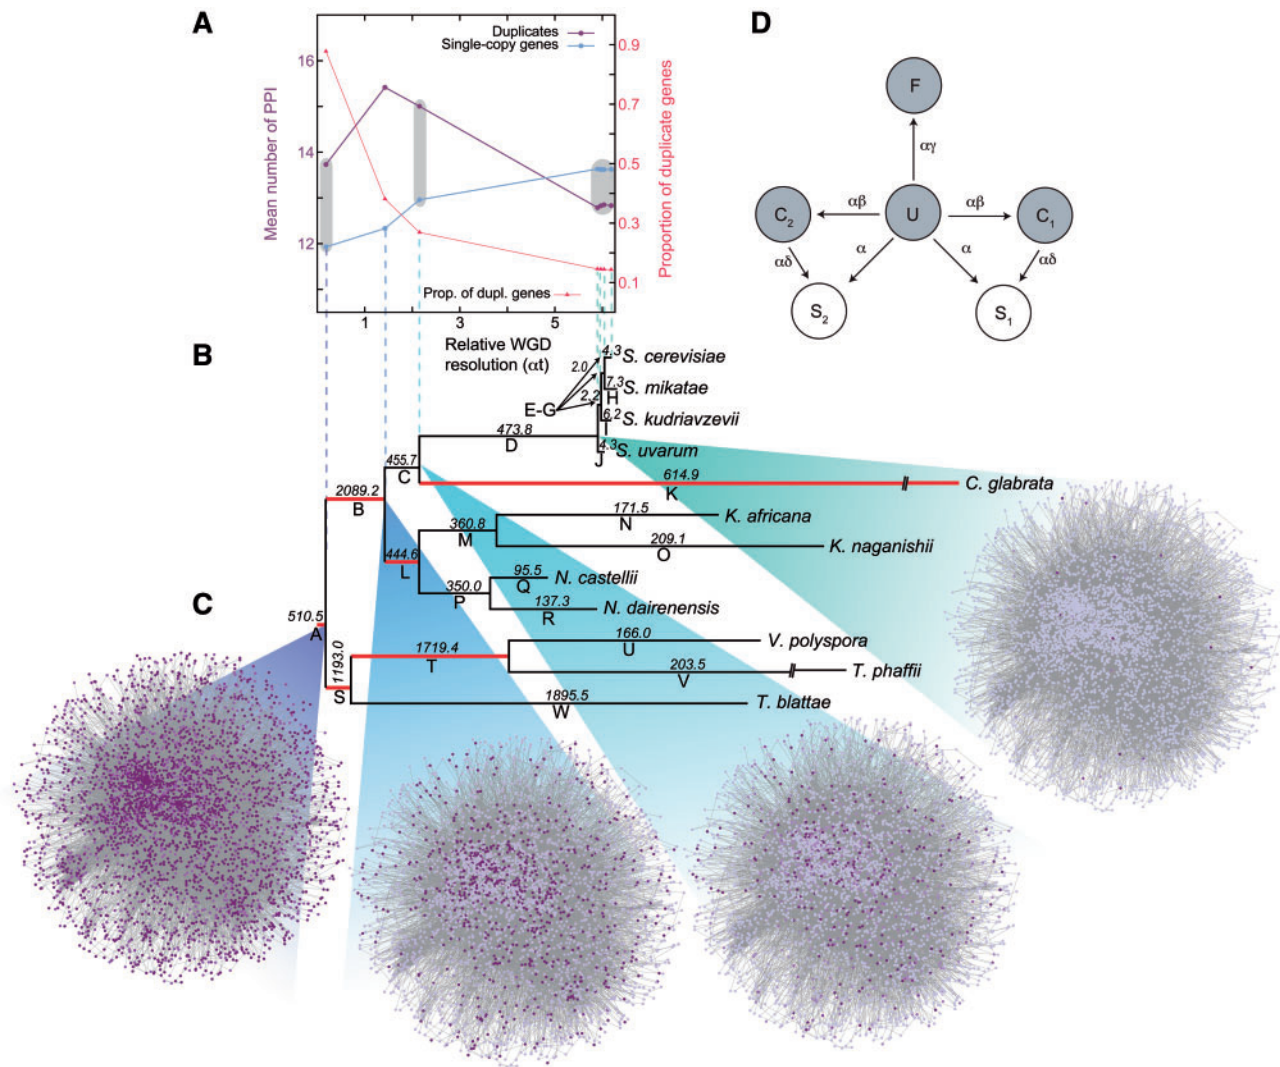 A
Duplicates
Single-copy genes
16
14
12
Mean number of PPI
0.9
0.7
0.5
0.3
0.1
Proportion of duplicate genes
Prop. of dupl. genes
1 3 5
Relative WGD
resolution (αt)
D
F
αγ
C2 αβ U αβ C1
αδ α α αδ
S2 S1
B
4.3 S. cerevisiae
2.0
7.3 S. mikatae
H
2.2
E-G
6.2 S. kudriavzevii
I
473.8
D
4.3 S. uvarum
J
455.7
C
614.9
K
C. glabrata
2089.2
B
171.5
N
K. africana
360.8
M
209.1
O
K. naganishii
444.6
L
95.5
Q
N. castellii
350.0
P
137.3
R
N. dairenensis
C
510.5
A
166.0
U
V. polyspora
1719.4
T
203.5
V
T. phaffii
1193.0
S
1895.5
W
T. blattae